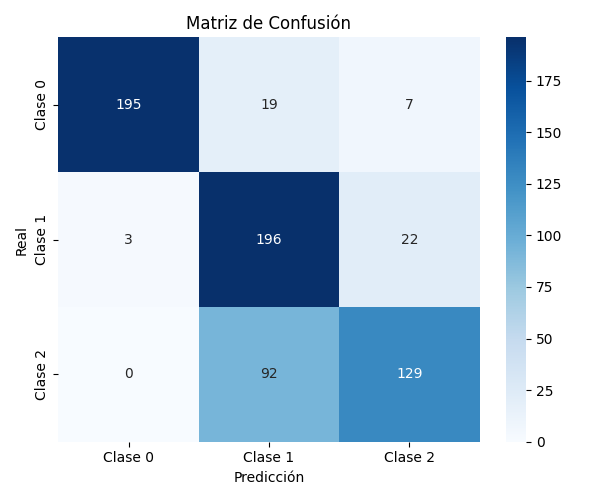 Matriz de Confusión
Clase 0
195
19
7
Real
Clase 1
3
196
22
Clase 2
0
92
129
Clase 0
Clase 1
Clase 2
Predicción
175
150
125
100
75
50
25
0